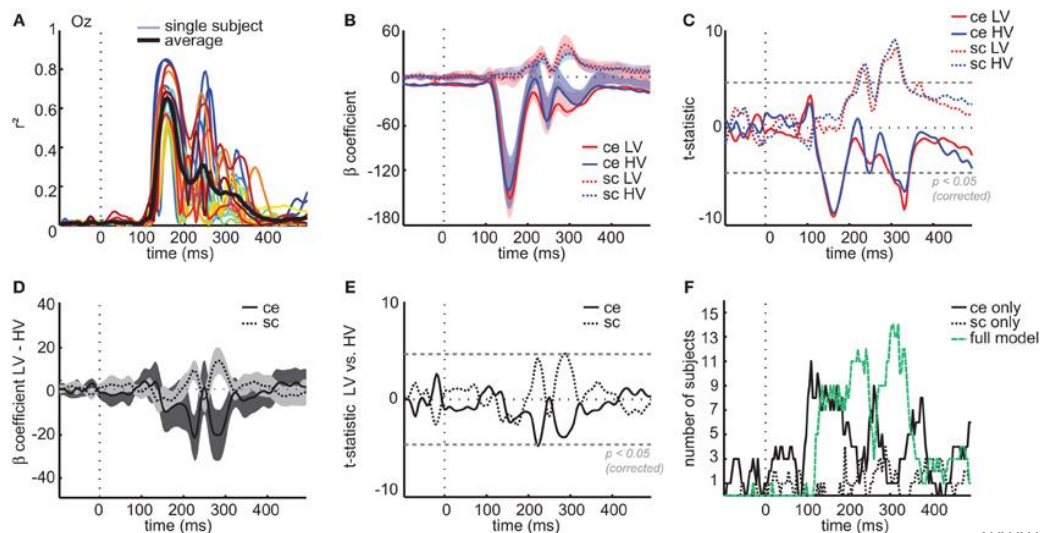 A
Oz
single subject
average
1
0.8
0.6
0.4
0.2
0
r²
0 100 200 300 400
time (ms)
B
60
0
-60
-120
-180
β coefficient
ce LV
ce HV
sc LV
sc HV
0 100 200 300 400
time (ms)
C
ce LV
ce HV
sc LV
sc HV
10
0
-10
t-statistic
p < 0.05
(corrected)
0 100 200 300 400
time (ms)
D
40
20
0
-20
-40
β coefficient LV - HV
ce
sc
0 100 200 300 400
time (ms)
E
10
0
-10
t-statistic LV vs. HV
ce
sc
p < 0.05
(corrected)
0 100 200 300 400
time (ms)
F
ce only
sc only
full model
15
13
11
9
7
5
3
1
number of subjects
0 100 200 300 400
time (ms)